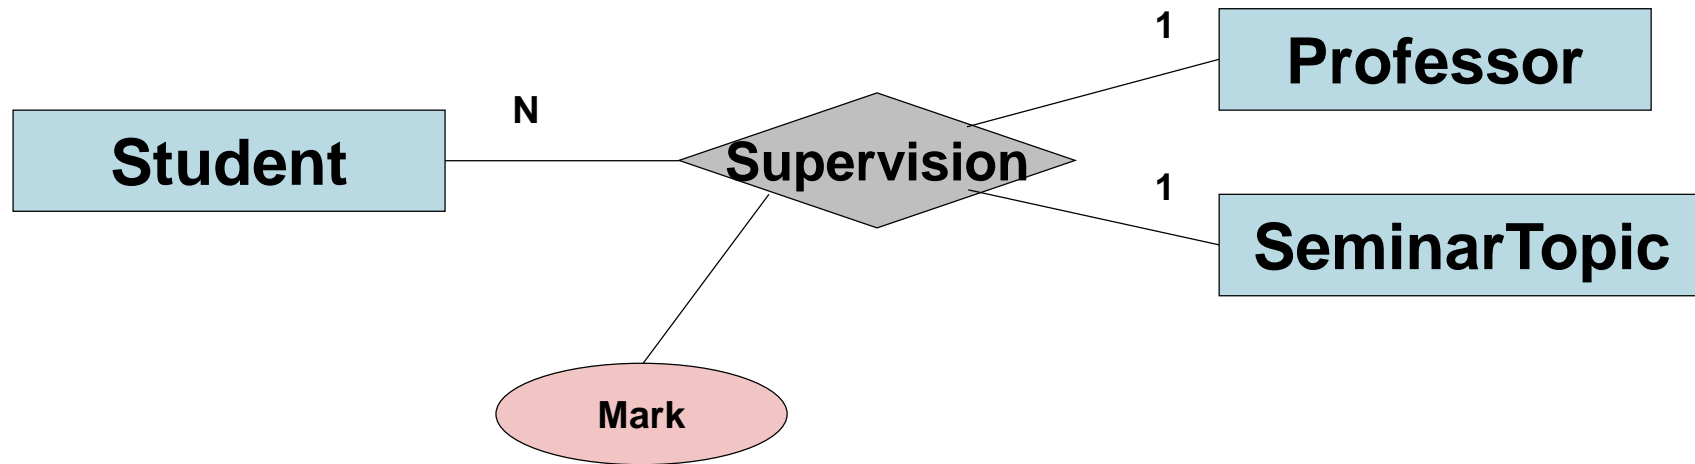 1
Professor
N
Student
Supervision
1
SeminarTopic
Mark